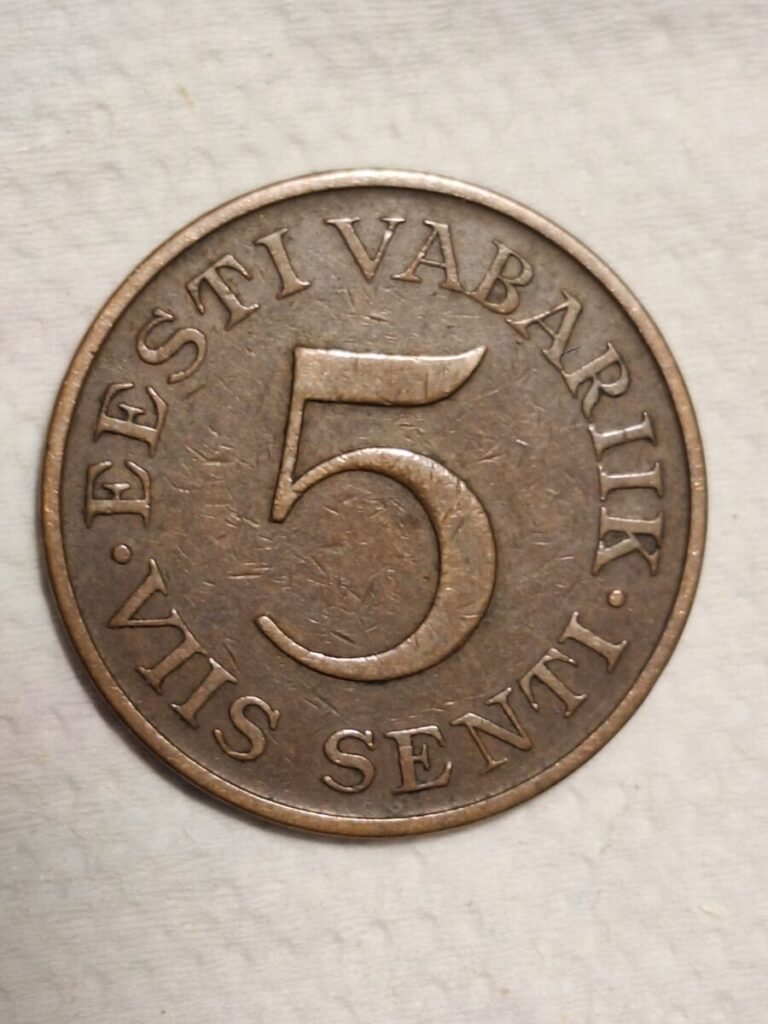 EESTI VABARIIK
5
· VIIS SENTI ·